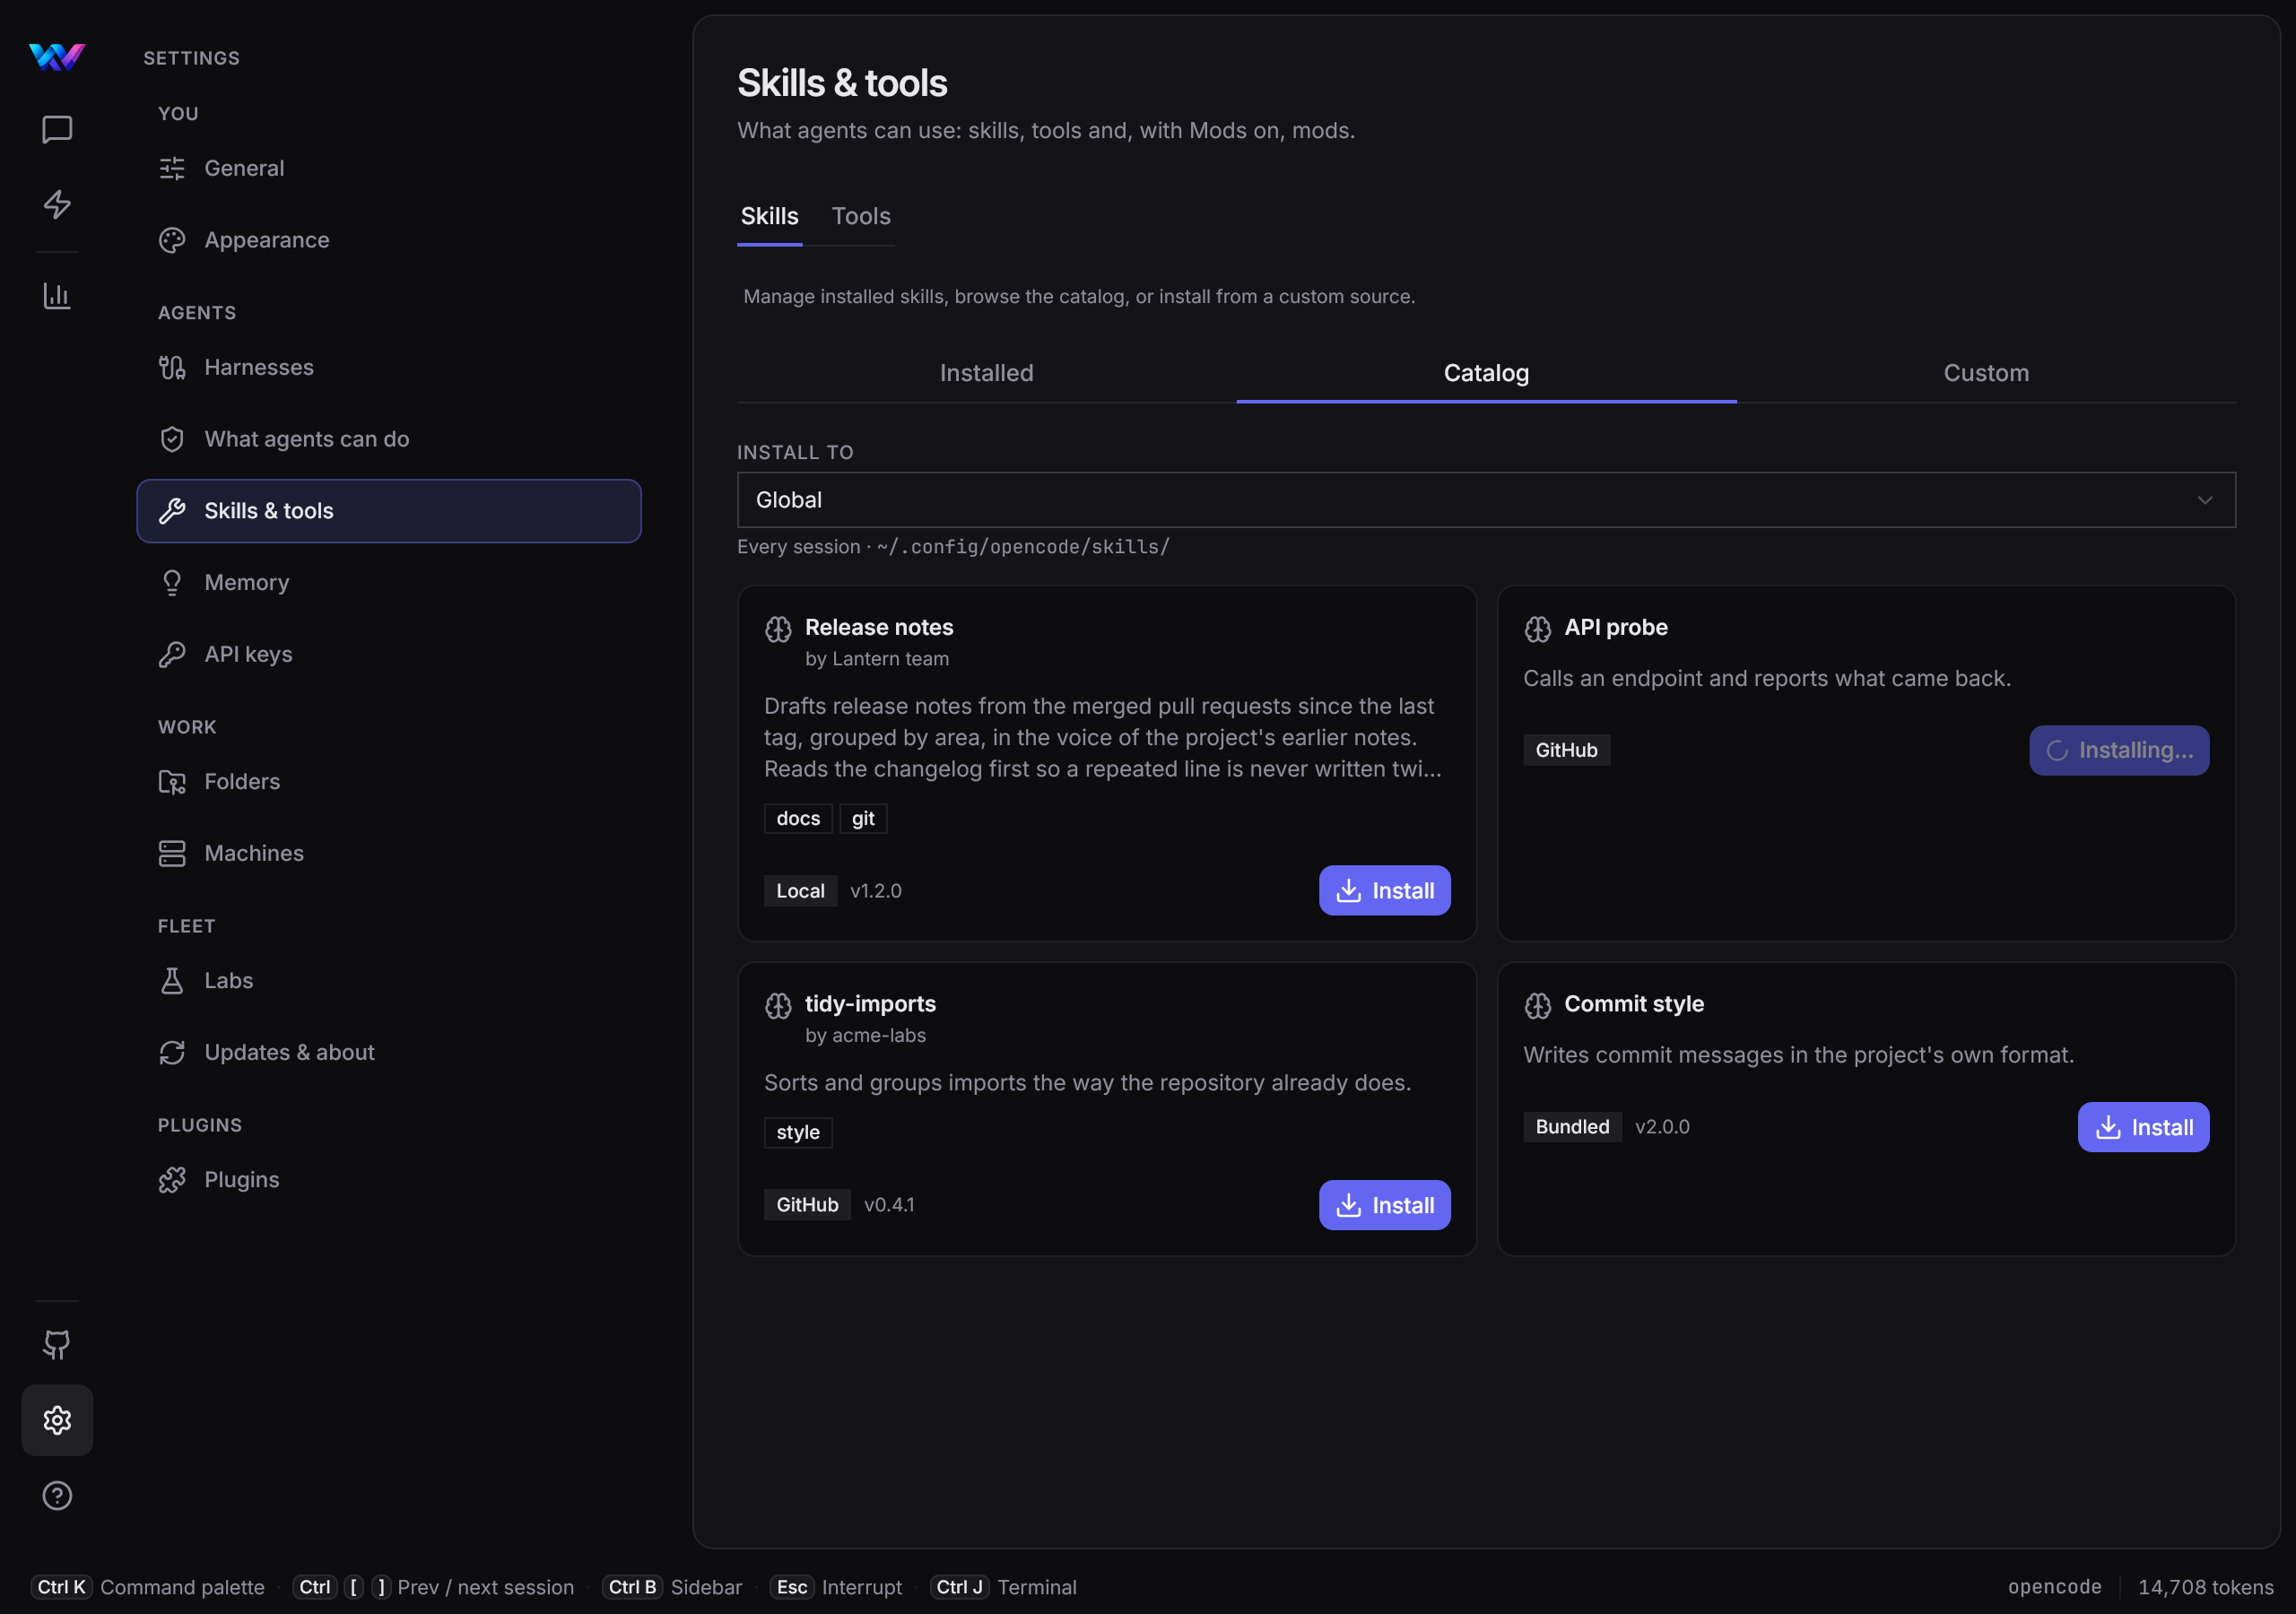 SETTINGS
YOU
General
Appearance
AGENTS
Harnesses
What agents can do
Skills & tools
Memory
API keys
WORK
Folders
Machines
FLEET
Labs
Updates & about
PLUGINS
Plugins
Skills & tools
What agents can use: skills, tools and, with Mods on, mods.
Skills Tools
Manage installed skills, browse the catalog, or install from a custom source.
Installed Catalog Custom
INSTALL TO
Global
Every session · ~/.config/opencode/skills/
Release notes
by Lantern team
Drafts release notes from the merged pull requests since the last
tag, grouped by area, in the voice of the project's earlier notes.
Reads the changelog first so a repeated line is never written twi...
docs git
Local v1.2.0 Install
API probe
Calls an endpoint and reports what came back.
GitHub Installing...
tidy-imports
by acme-labs
Sorts and groups imports the way the repository already does.
style
GitHub v0.4.1 Install
Commit style
Writes commit messages in the project's own format.
Bundled v2.0.0 Install
Ctrl K Command palette · Ctrl [ ] Prev / next session · Ctrl B Sidebar · Esc Interrupt · Ctrl J Terminal
opencode 14,708 tokens